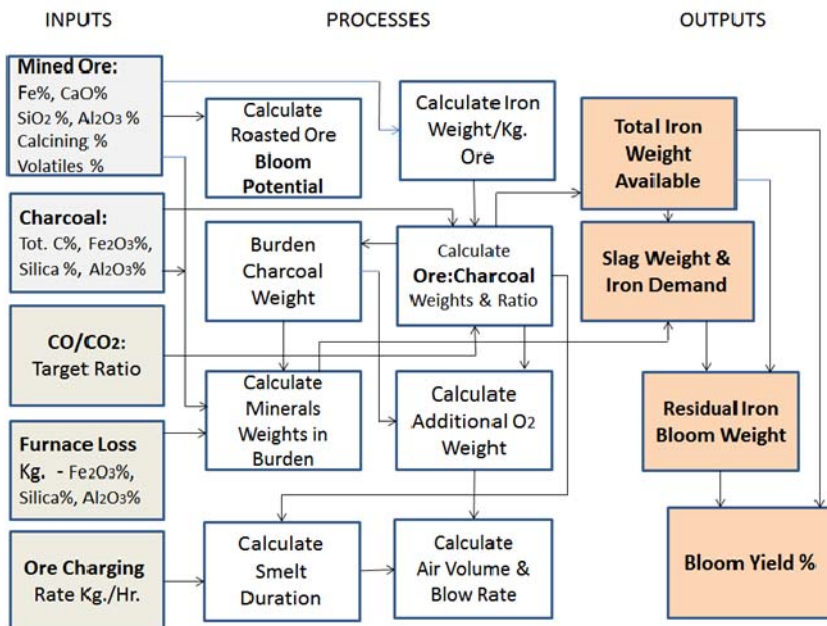 INPUTS
PROCESSES
OUTPUTS
Mined Ore:
Fe%, CaO%
SiO2 %, Al2O3 %
Calcining %
Volatiles %
Charcoal:
Tot. C%, Fe2O3%,
Silica %, Al2O3%
CO/CO2:
Target Ratio
Furnace Loss
Kg. - Fe2O3%,
Silica%, Al2O3%
Ore Charging
Rate Kg./Hr.
Calculate
Roasted Ore
Bloom
Potential
Calculate Iron
Weight/Kg.
Ore
Burden
Charcoal
Weight
Calculate
Ore:Charcoal
Weights & Ratio
Calculate
Minerals
Weights in
Burden
Calculate
Additional O2
Weight
Calculate
Smelt
Duration
Calculate
Air Volume &
Blow Rate
Total Iron
Weight
Available
Slag Weight &
Iron Demand
Residual Iron
Bloom Weight
Bloom Yield %